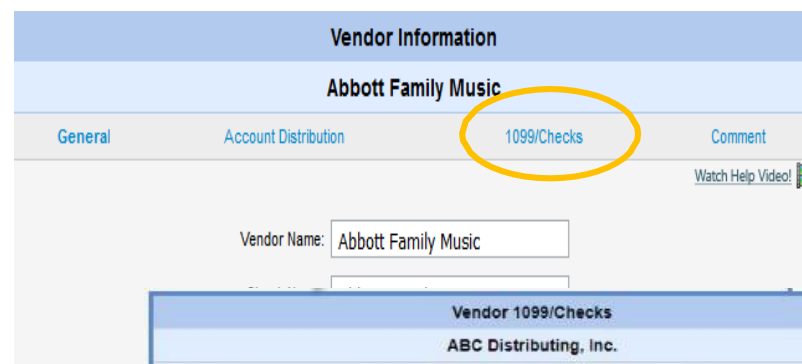 Vendor Information
Abbott Family Music
General Account Distribution 1099/Checks Comment
Watch Help Video!
Vendor Name: Abbott Family Music
Vendor 1099/Checks
ABC Distributing, Inc.